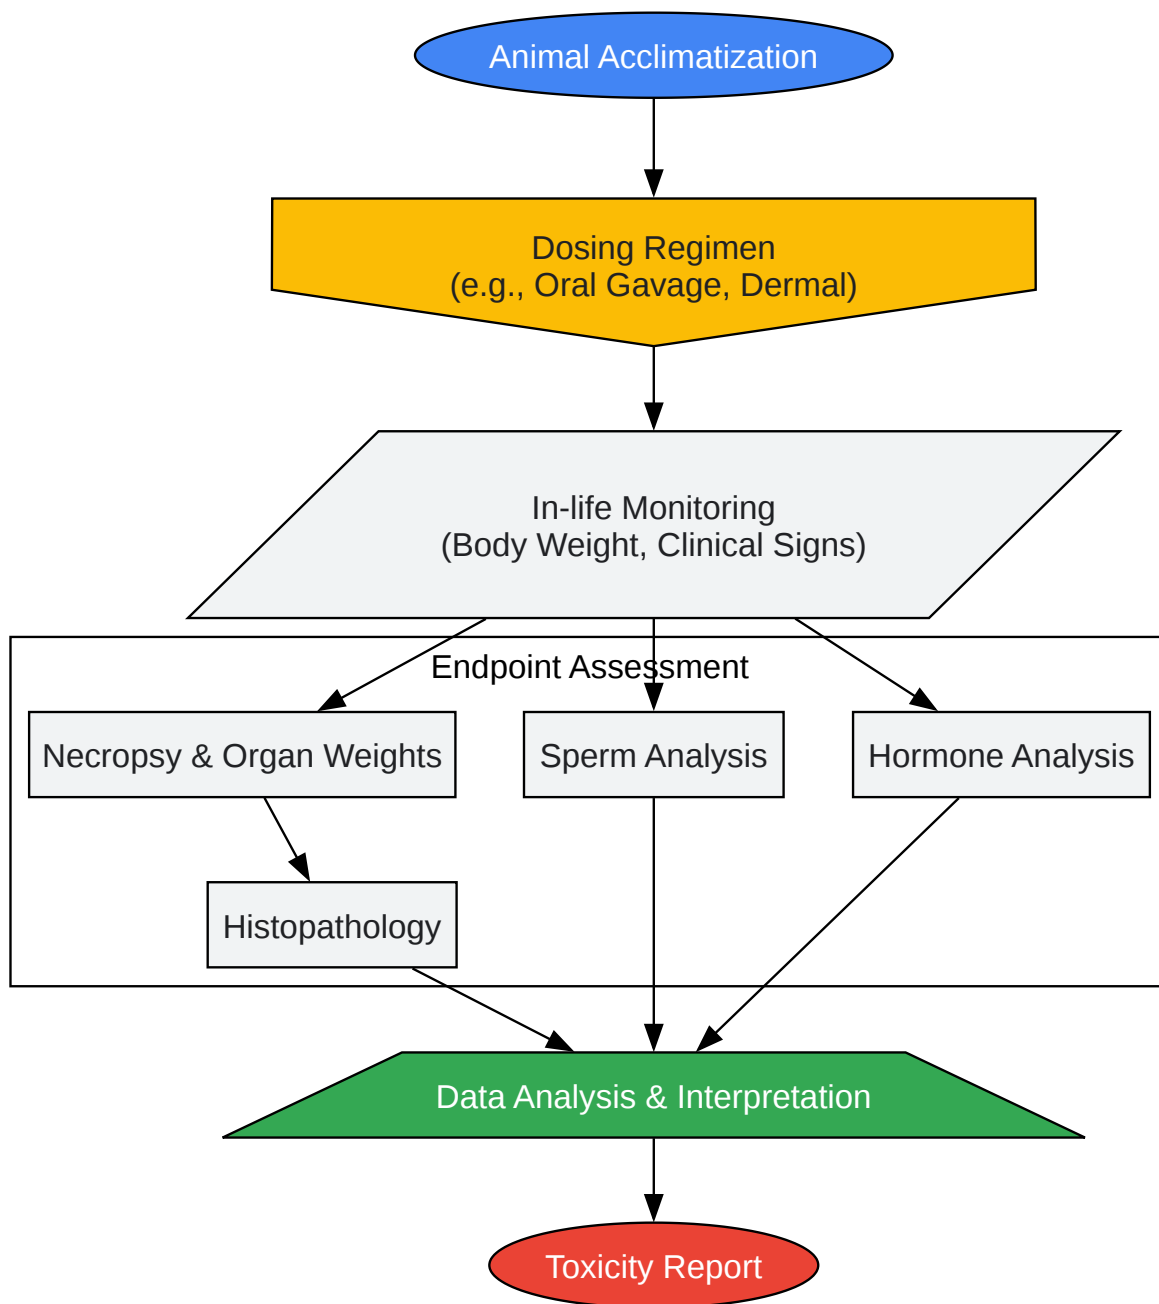 Animal Acclimatization
Dosing Regimen
(e.g., Oral Gavage, Dermal)
In-life Monitoring
(Body Weight, Clinical Signs)
Endpoint Assessment
Necropsy & Organ Weights
Sperm Analysis
Hormone Analysis
Histopathology
Data Analysis & Interpretation
Toxicity Report